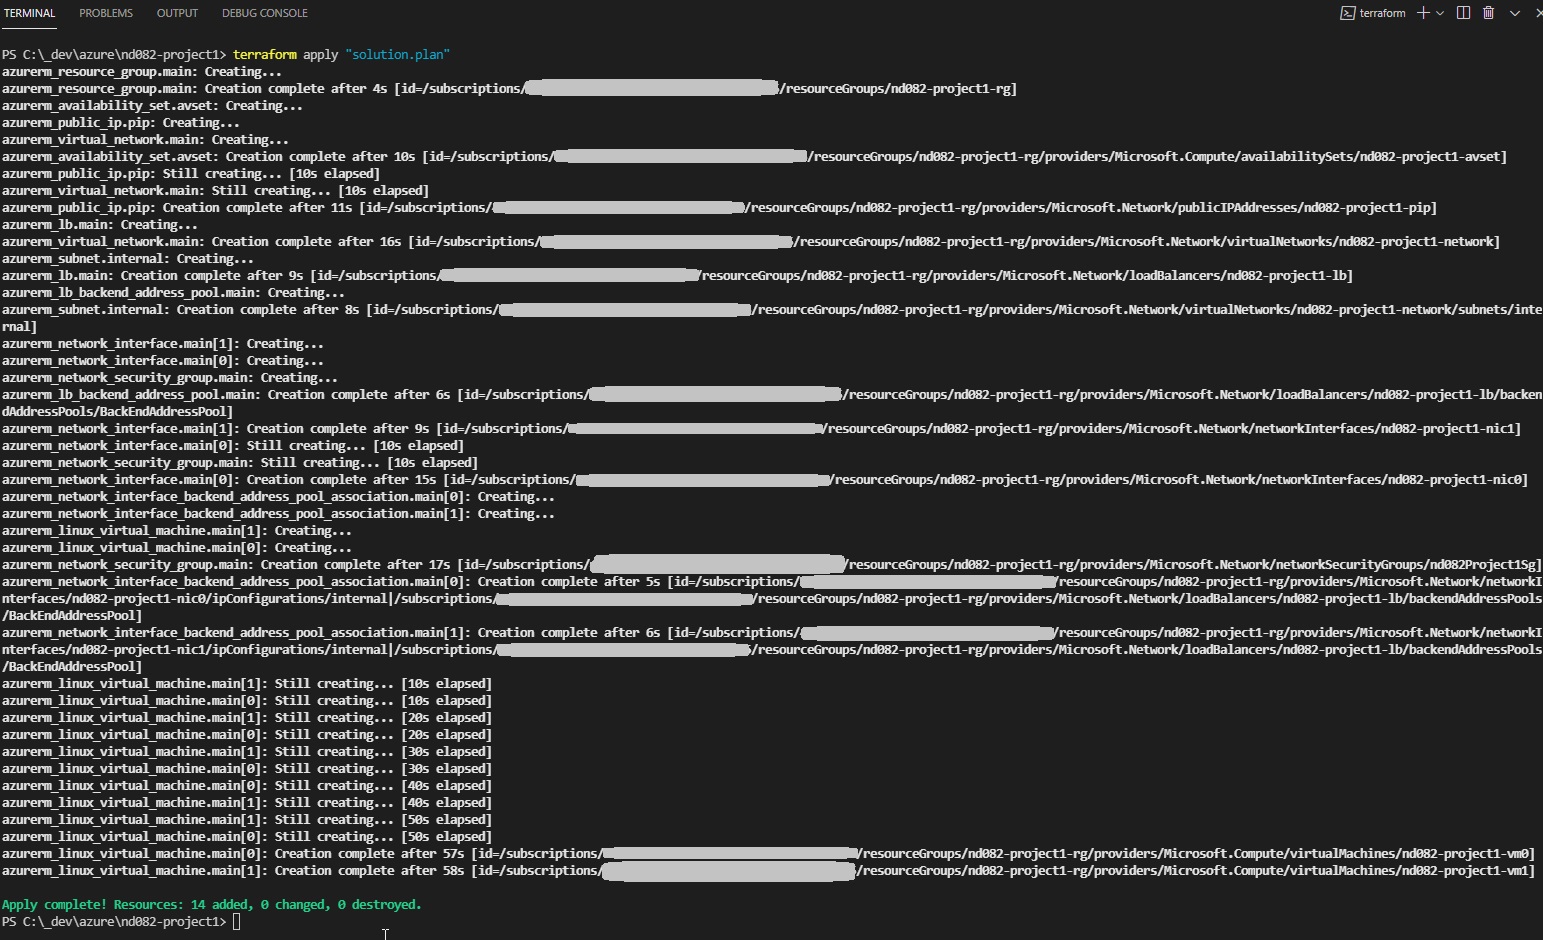 TERMINAL PROBLEMS OUTPUT DEBUG CONSOLE terraform
PS C:\_dev\azure\nd082-project1> terraform apply "solution.plan"
azurerm_resource_group.main: Creating...
azurerm_resource_group.main: Creation complete after 4s [id=/subscriptions/ /resourceGroups/nd082-project1-rg]
azurerm_availability_set.avset: Creating...
azurerm_public_ip.pip: Creating...
azurerm_virtual_network.main: Creating...
azurerm_availability_set.avset: Creation complete after 10s [id=/subscriptions/ /resourceGroups/nd082-project1-rg/providers/Microsoft.Compute/availabilitySets/nd082-project1-avset]
azurerm_public_ip.pip: Still creating... [10s elapsed]
azurerm_virtual_network.main: Still creating... [10s elapsed]
azurerm_public_ip.pip: Creation complete after 11s [id=/subscriptions/ /resourceGroups/nd082-project1-rg/providers/Microsoft.Network/publicIPAddresses/nd082-project1-pip]
azurerm_lb.main: Creating...
azurerm_virtual_network.main: Creation complete after 16s [id=/subscriptions/ /resourceGroups/nd082-project1-rg/providers/Microsoft.Network/virtualNetworks/nd082-project1-network]
azurerm_subnet.internal: Creating...
azurerm_lb.main: Creation complete after 9s [id=/subscriptions/ /resourceGroups/nd082-project1-rg/providers/Microsoft.Network/loadBalancers/nd082-project1-lb]
azurerm_lb_backend_address_pool.main: Creating...
azurerm_subnet.internal: Creation complete after 8s [id=/subscriptions/ /resourceGroups/nd082-project1-rg/providers/Microsoft.Network/virtualNetworks/nd082-project1-network/subnets/inte
rnal]
azurerm_network_interface.main[1]: Creating...
azurerm_network_interface.main[0]: Creating...
azurerm_network_security_group.main: Creating...
azurerm_lb_backend_address_pool.main: Creation complete after 6s [id=/subscriptions/ /resourceGroups/nd082-project1-rg/providers/Microsoft.Network/loadBalancers/nd082-project1-lb/backen
dAddressPools/BackEndAddressPool]
azurerm_network_interface.main[1]: Creation complete after 9s [id=/subscriptions/ /resourceGroups/nd082-project1-rg/providers/Microsoft.Network/networkInterfaces/nd082-project1-nic1]
azurerm_network_interface.main[0]: Still creating... [10s elapsed]
azurerm_network_security_group.main: Still creating... [10s elapsed]
azurerm_network_interface.main[0]: Creation complete after 15s [id=/subscriptions/ /resourceGroups/nd082-project1-rg/providers/Microsoft.Network/networkInterfaces/nd082-project1-nic0]
azurerm_network_interface_backend_address_pool_association.main[0]: Creating...
azurerm_network_interface_backend_address_pool_association.main[1]: Creating...
azurerm_linux_virtual_machine.main[1]: Creating...
azurerm_linux_virtual_machine.main[0]: Creating...
azurerm_network_security_group.main: Creation complete after 17s [id=/subscriptions/ /resourceGroups/nd082-project1-rg/providers/Microsoft.Network/networkSecurityGroups/nd082Project1Sg]
azurerm_network_interface_backend_address_pool_association.main[0]: Creation complete after 5s [id=/subscriptions/ /resourceGroups/nd082-project1-rg/providers/Microsoft.Network/networkI
nterfaces/nd082-project1-nic0/ipConfigurations/internal|/subscriptions/ /resourceGroups/nd082-project1-rg/providers/Microsoft.Network/loadBalancers/nd082-project1-lb/backendAddressPools
/BackEndAddressPool]
azurerm_network_interface_backend_address_pool_association.main[1]: Creation complete after 6s [id=/subscriptions/ /resourceGroups/nd082-project1-rg/providers/Microsoft.Network/networkI
nterfaces/nd082-project1-nic1/ipConfigurations/internal|/subscriptions/ /resourceGroups/nd082-project1-rg/providers/Microsoft.Network/loadBalancers/nd082-project1-lb/backendAddressPools
/BackEndAddressPool]
azurerm_linux_virtual_machine.main[1]: Still creating... [10s elapsed]
azurerm_linux_virtual_machine.main[0]: Still creating... [10s elapsed]
azurerm_linux_virtual_machine.main[1]: Still creating... [20s elapsed]
azurerm_linux_virtual_machine.main[0]: Still creating... [20s elapsed]
azurerm_linux_virtual_machine.main[1]: Still creating... [30s elapsed]
azurerm_linux_virtual_machine.main[0]: Still creating... [30s elapsed]
azurerm_linux_virtual_machine.main[0]: Still creating... [40s elapsed]
azurerm_linux_virtual_machine.main[1]: Still creating... [40s elapsed]
azurerm_linux_virtual_machine.main[1]: Still creating... [50s elapsed]
azurerm_linux_virtual_machine.main[0]: Still creating... [50s elapsed]
azurerm_linux_virtual_machine.main[0]: Creation complete after 57s [id=/subscriptions/ /resourceGroups/nd082-project1-rg/providers/Microsoft.Compute/virtualMachines/nd082-project1-vm0]
azurerm_linux_virtual_machine.main[1]: Creation complete after 58s [id=/subscriptions/ /resourceGroups/nd082-project1-rg/providers/Microsoft.Compute/virtualMachines/nd082-project1-vm1]
Apply complete! Resources: 14 added, 0 changed, 0 destroyed.
PS C:\_dev\azure\nd082-project1>